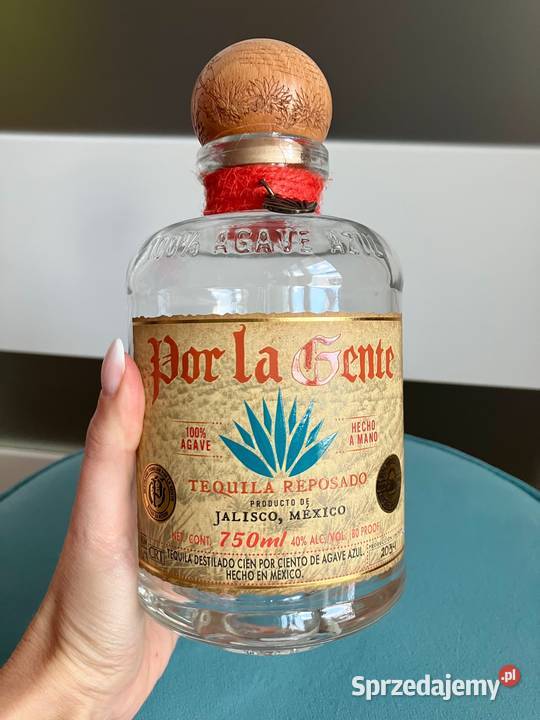 100% AGAVE AZUL
Por la Gente
100%
AGAVE
HECHO
A MANO
TEQUILA REPOSADO
PRODUCTO DE
JALISCO, MÉXICO
NET. CONT. 750ml 40% ALC. VOL. (80 PROOF)
CRT TEQUILA DESTILADO CIEN POR CIENTO DE AGAVE AZUL.
HECHO EN MÉXICO.
Sprzedajemy.pl